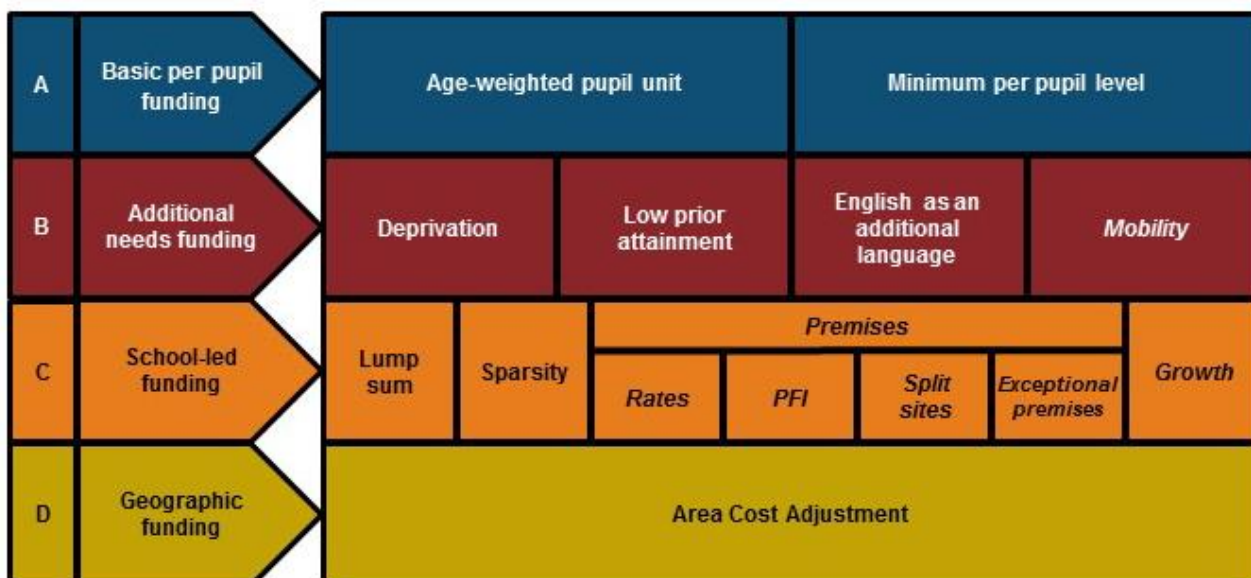 A
Basic per pupil
funding
Age-weighted pupil unit
Minimum per pupil level
B
Additional
needs funding
Deprivation
Low prior
attainment
English as an
additional
language
Mobility
C
School-led
funding
Lump
sum
Sparsity
Premises
Rates
PFI
Split
sites
Exceptional
premises
Growth
D
Geographic
funding
Area Cost Adjustment